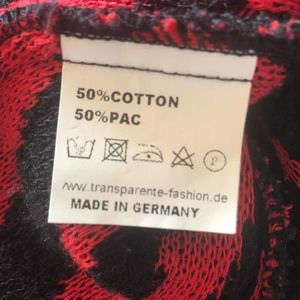 50%COTTON
50%PAC
P
www.transparente-fashion.de
MADE IN GERMANY